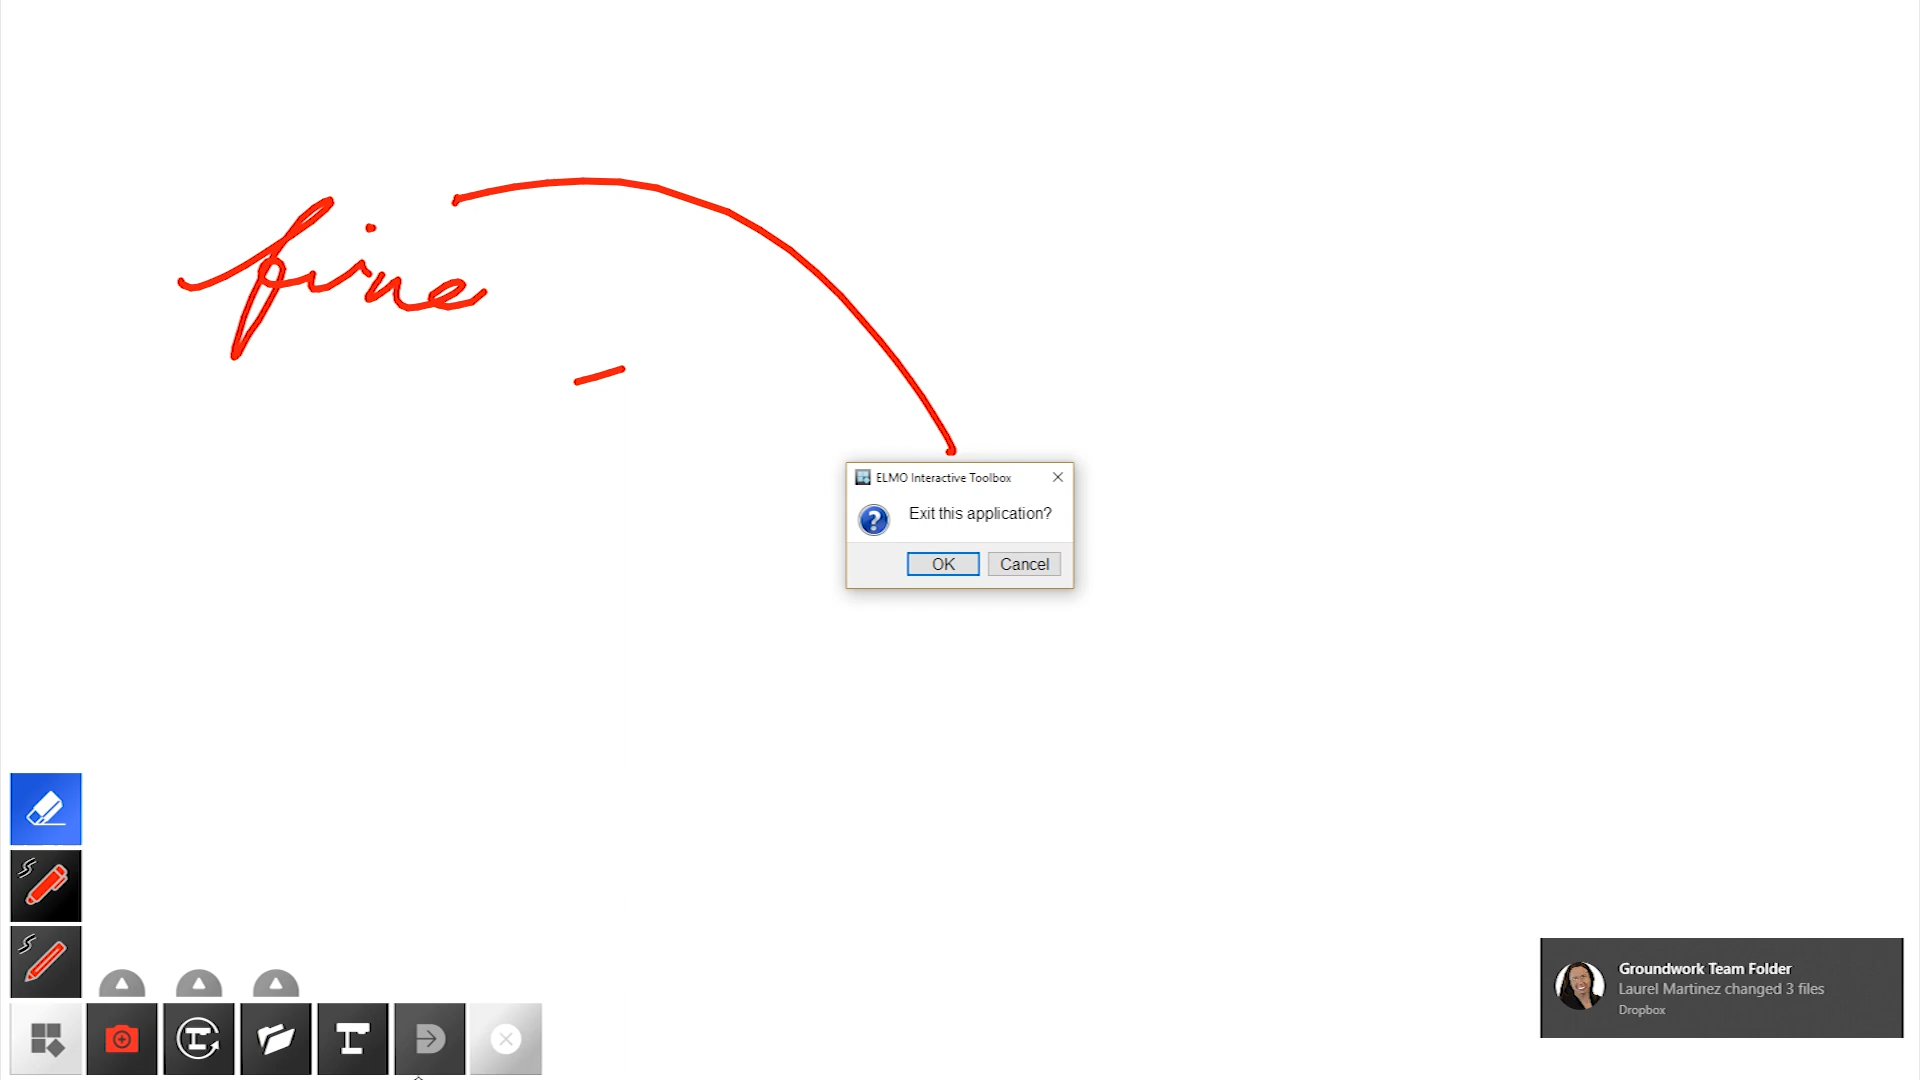 fine
ELMO Interactive Toolbox
Exit this application?
OK Cancel
Groundwork Team Folder
Laurel Martinez changed 3 files
Dropbox